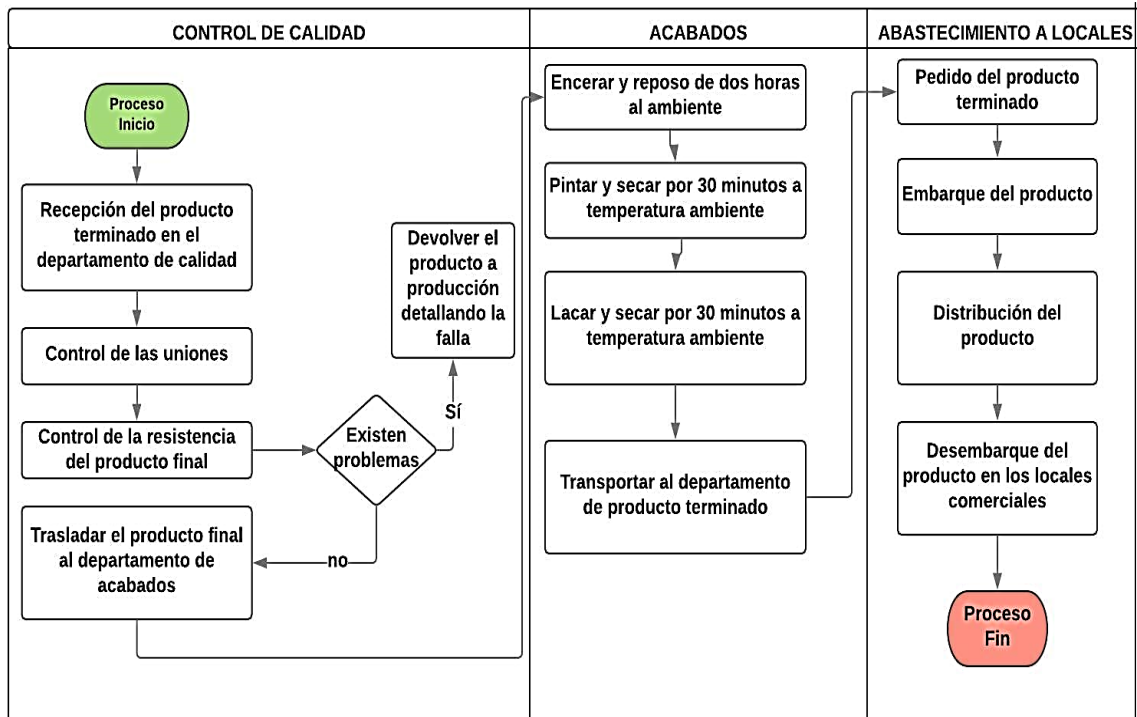 CONTROL DE CALIDAD
ACABADOS
ABASTECIMIENTO A LOCALES
Proceso
Inicio
Recepción del producto
terminado en el
departamento de calidad
Control de las uniones
Control de la resistencia
del producto final
Existen
problemas
Sí
Devolver el
producto a
producción
detallando la
falla
no
Trasladar el producto final
al departamento de
acabados
Encerar y reposo de dos horas
al ambiente
Pintar y secar por 30 minutos a
temperatura ambiente
Lacar y secar por 30 minutos a
temperatura ambiente
Transportar al departamento
de producto terminado
Pedido del producto
terminado
Embarque del producto
Distribución del
producto
Desembarque del
producto en los locales
comerciales
Proceso
Fin